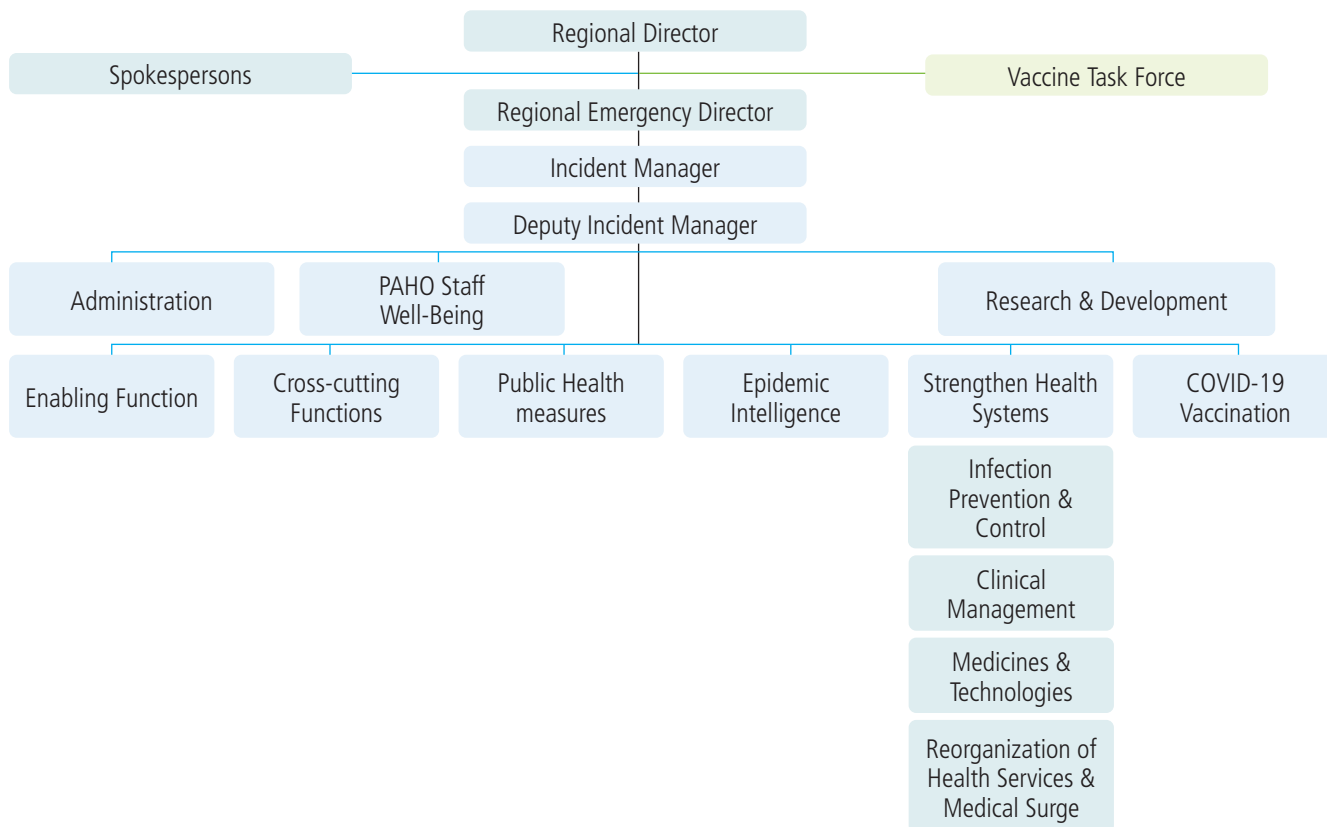 Regional Director
Spokespersons
Vaccine Task Force
Regional Emergency Director
Incident Manager
Deputy Incident Manager
Administration
PAHO Staff
Well-Being
Research & Development
Enabling Function
Cross-cutting
Functions
Public Health
measures
Epidemic
Intelligence
Strengthen Health
Systems
COVID-19
Vaccination
Infection
Prevention &
Control
Clinical
Management
Medicines &
Technologies
Reorganization of
Health Services &
Medical Surge